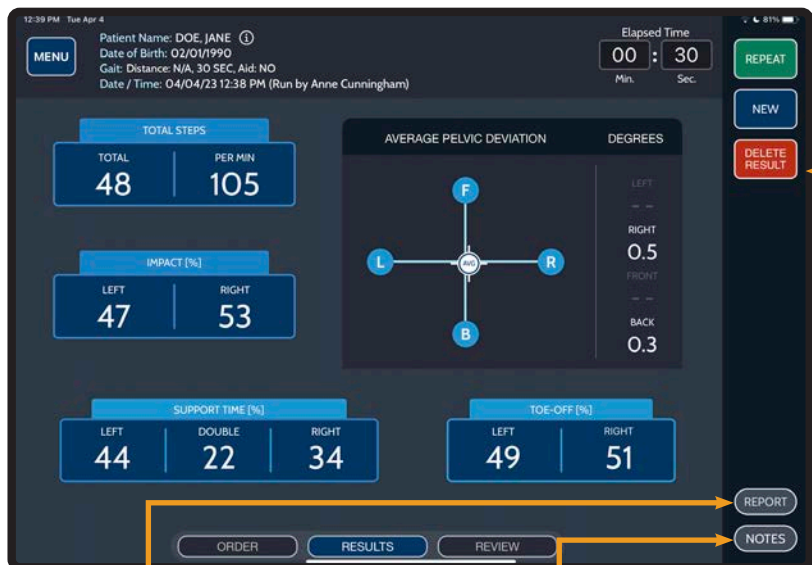 12:39 PM Tue Apr 4
81%
MENU
Patient Name: DOE, JANE
Date of Birth: 02/01/1990
Gait: Distance: N/A, 30 SEC, Aid: NO
Date / Time: 04/04/23 12:38 PM (Run by Anne Cunningham)
Elapsed Time
00 : 30
Min. Sec.
REPEAT
NEW
DELETE
RESULT
TOTAL STEPS
TOTAL PER MIN
48 105
IMPACT [%]
LEFT RIGHT
47 53
AVERAGE PELVIC DEVIATION DEGREES
F
L AVG R
B
LEFT
- -
RIGHT
0.5
FRONT
- -
BACK
0.3
SUPPORT TIME [%]
LEFT DOUBLE RIGHT
44 22 34
TOE-OFF [%]
LEFT RIGHT
49 51
REPORT
NOTES
ORDER RESULTS REVIEW